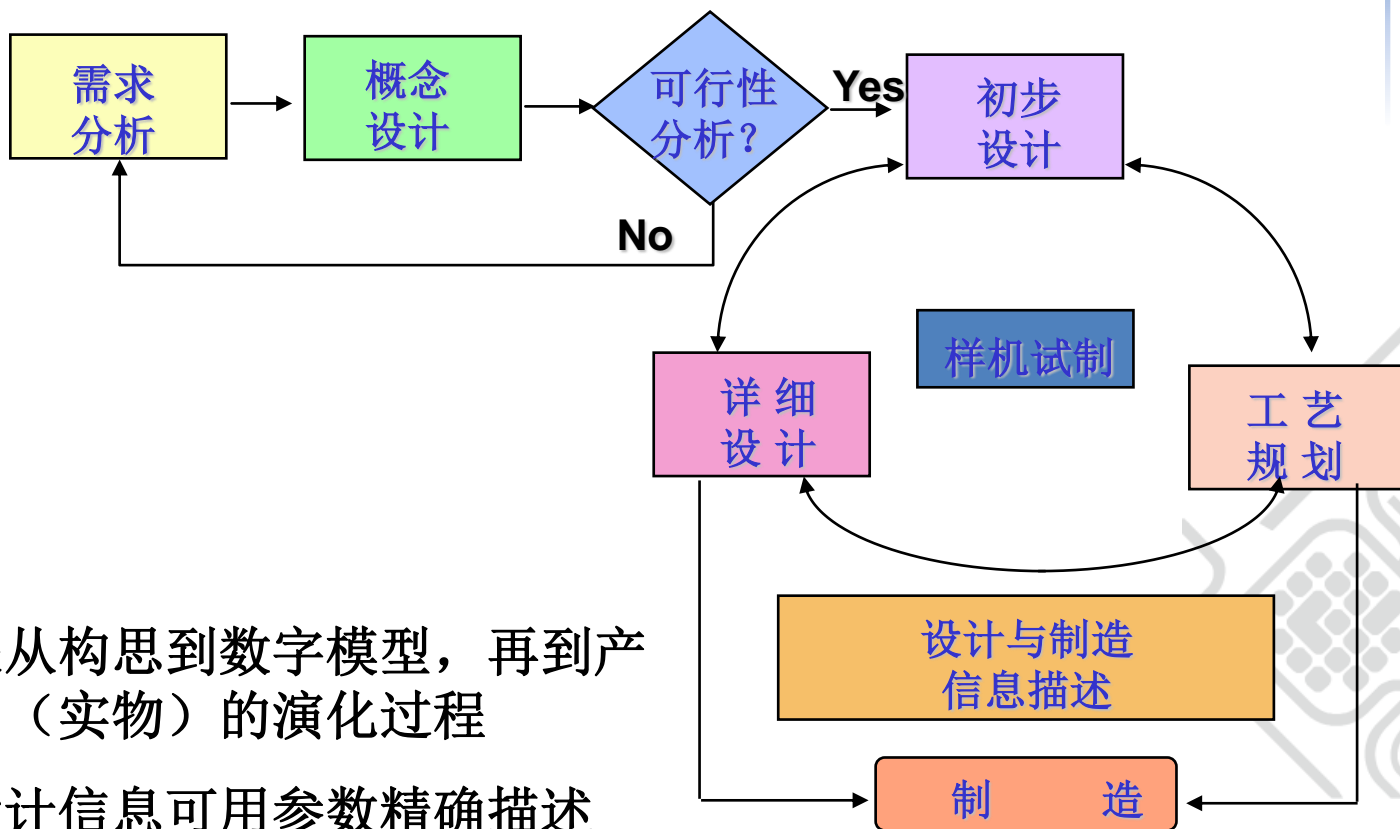 需求
分析
概念
设计
可行性
分析?
Yes
初步
设计
No
样机试制
详 细
设 计
工 艺
规 划
设计与制造
信息描述
从构思到数字模型，再到产
（实物）的演化过程
计信息可用参数精确描述
制 造